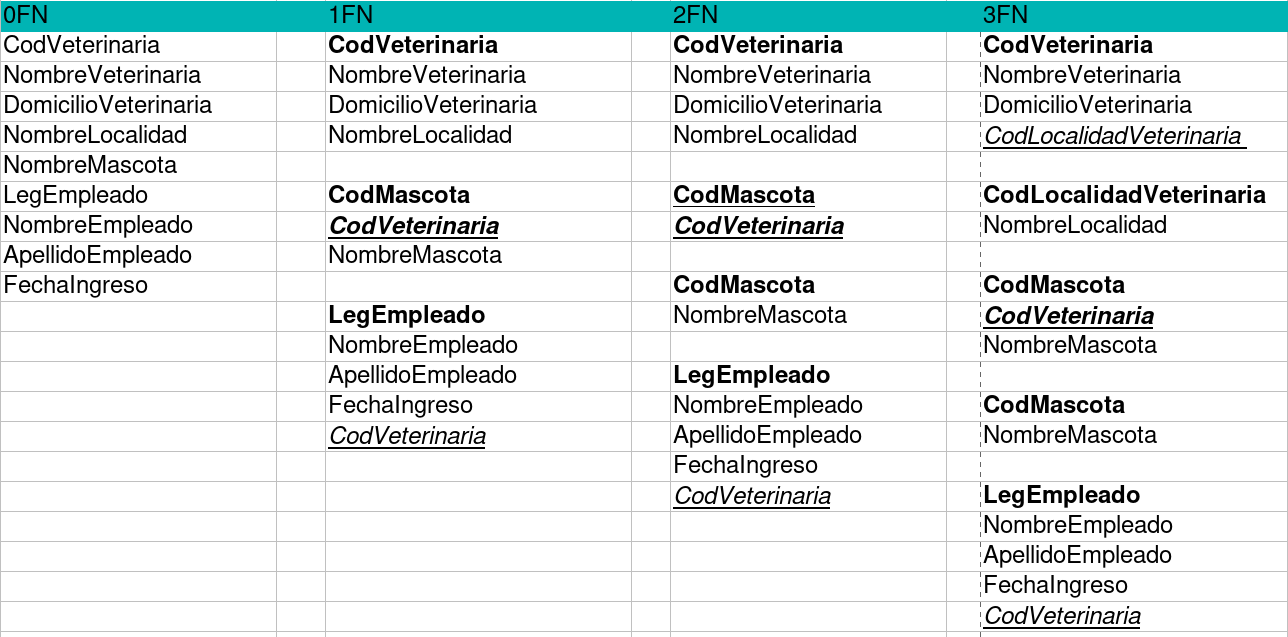 0FN 1FN 2FN 3FN
CodVeterinaria CodVeterinaria CodVeterinaria CodVeterinaria
NombreVeterinaria NombreVeterinaria NombreVeterinaria NombreVeterinaria
DomicilioVeterinaria DomicilioVeterinaria DomicilioVeterinaria DomicilioVeterinaria
NombreLocalidad NombreLocalidad NombreLocalidad CodLocalidadVeterinaria
NombreMascota
LegEmpleado CodMascota CodMascota CodLocalidadVeterinaria
NombreEmpleado CodVeterinaria CodVeterinaria NombreLocalidad
ApellidoEmpleado NombreMascota
FechaIngreso CodMascota CodMascota
LegEmpleado NombreMascota CodVeterinaria
NombreEmpleado NombreMascota
ApellidoEmpleado LegEmpleado
FechaIngreso NombreEmpleado CodMascota
CodVeterinaria ApellidoEmpleado NombreMascota
FechaIngreso
CodVeterinaria LegEmpleado
NombreEmpleado
ApellidoEmpleado
FechaIngreso
CodVeterinaria